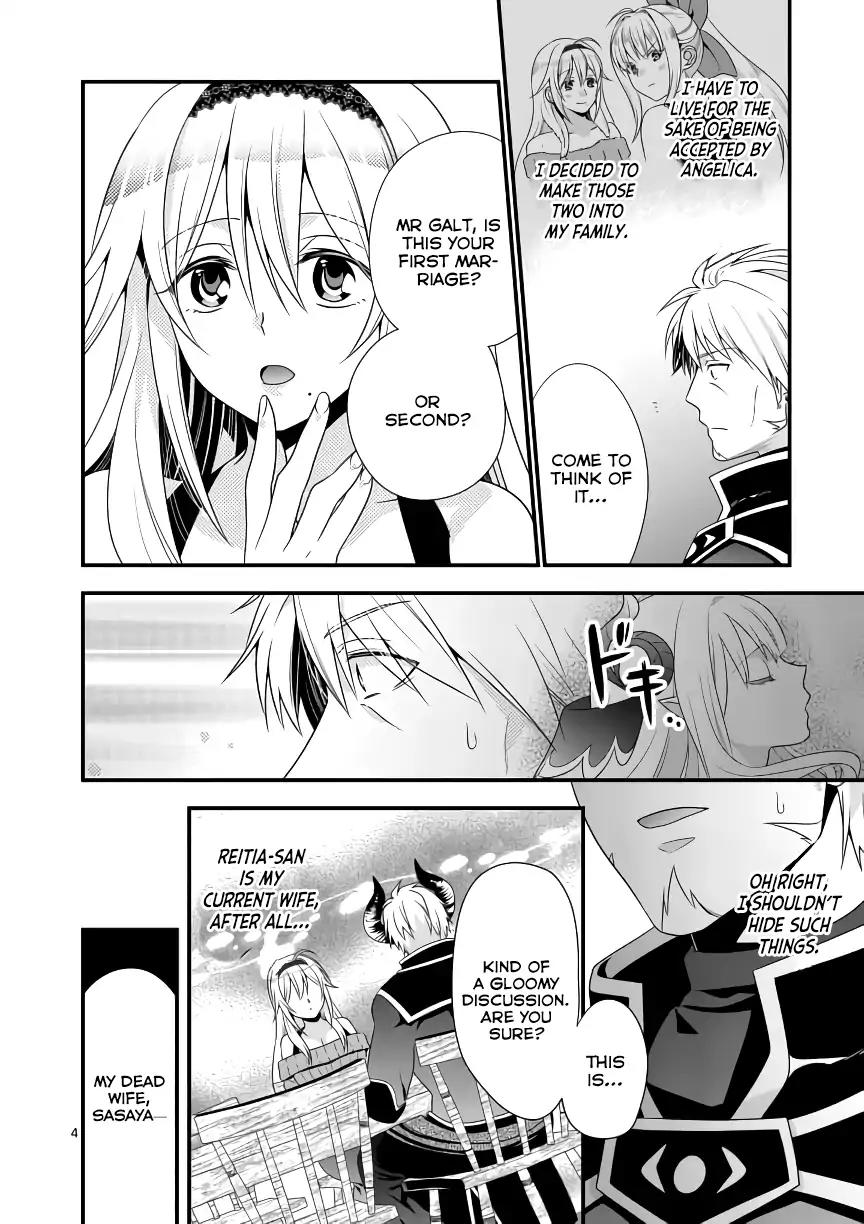 I HAVE TO
LIVE FOR THE
SAKE OF BEING
ACCEPTED BY
ANGELICA.
I DECIDED TO
MAKE THOSE
TWO INTO
MY FAMILY.
COME TO
THINK OF
IT...
MR GALT, IS
THIS YOUR
FIRST MAR-
RIAGE?
OR
SECOND?
ドキ..
OH RIGHT,
I SHOULDN'T
HIDE SUCH
THINGS.
THIS
IS...
KIND OF
A GLOOMY
DISCUSSION.
ARE YOU
SURE?
REITIA-SAN
IS MY
CURRENT WIFE,
AFTER ALL...
MY DEAD
WIFE,
SASAYA—
4